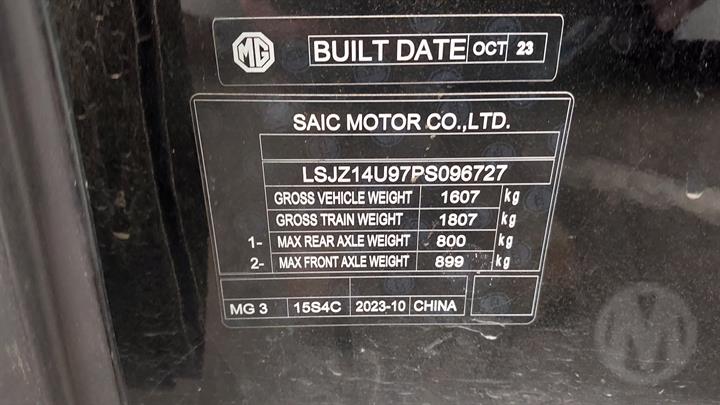 MG BUILT DATE OCT 23
SAIC MOTOR CO.,LTD.
LSJZ14U97PS096727
GROSS VEHICLE WEIGHT 1607 kg
GROSS TRAIN WEIGHT 1807 kg
1- MAX REAR AXLE WEIGHT 800 kg
2- MAX FRONT AXLE WEIGHT 899 kg
MG 3 15S4C 2023-10 CHINA
M